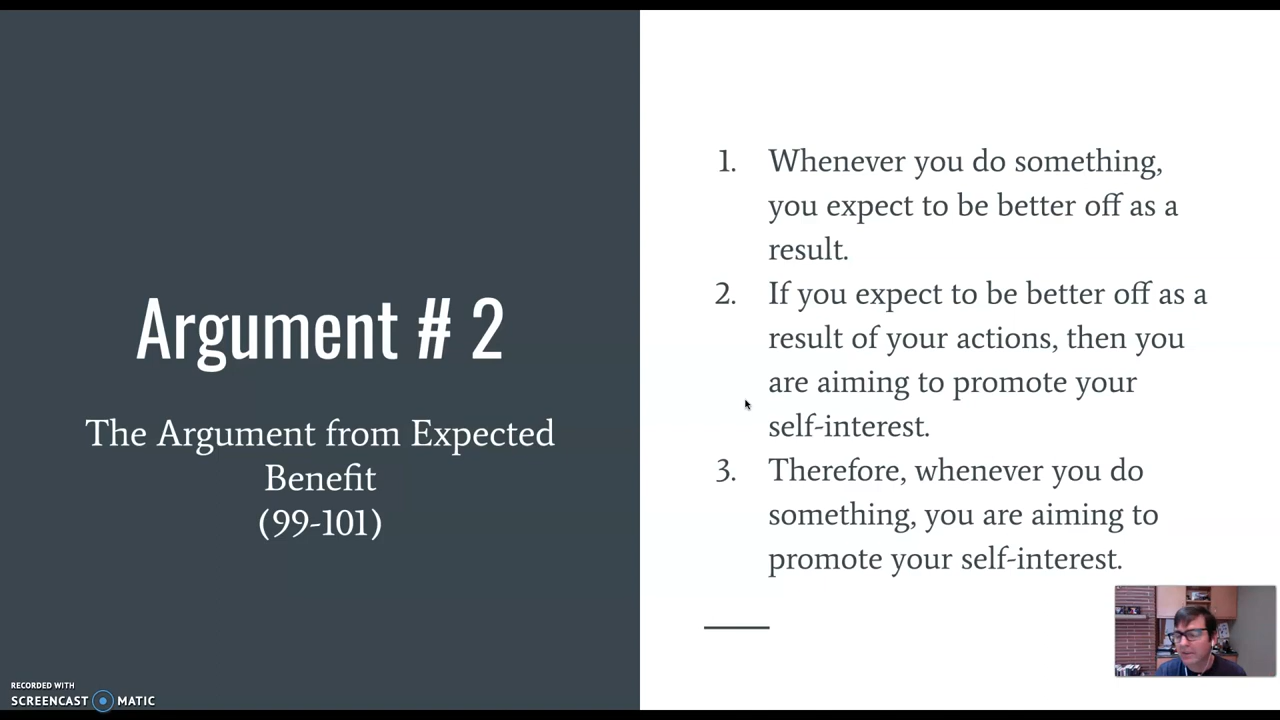 Argument # 2
The Argument from Expected
Benefit
(99-101)
1. Whenever you do something,
you expect to be better off as a
result.
2. If you expect to be better off as a
result of your actions, then you
are aiming to promote your
self-interest.
3. Therefore, whenever you do
something, you are aiming to
promote your self-interest.
RECORDED WITH
SCREENCAST MATIC